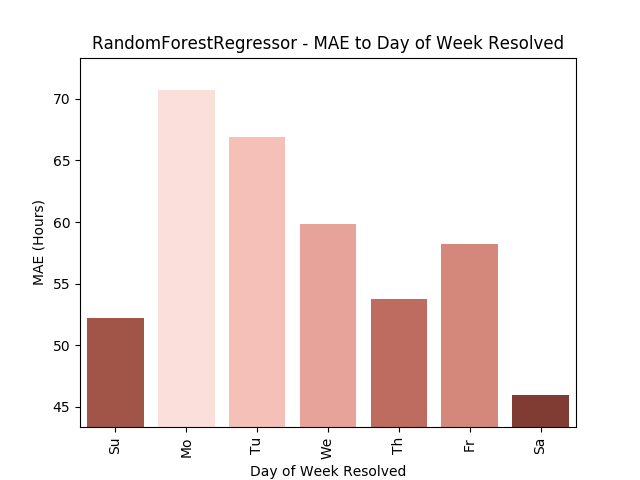 RandomForestRegressor - MAE to Day of Week Resolved
MAE (Hours)
70
65
60
55
50
45
Su
Mo
Tu
We
Th
Fr
Sa
Day of Week Resolved